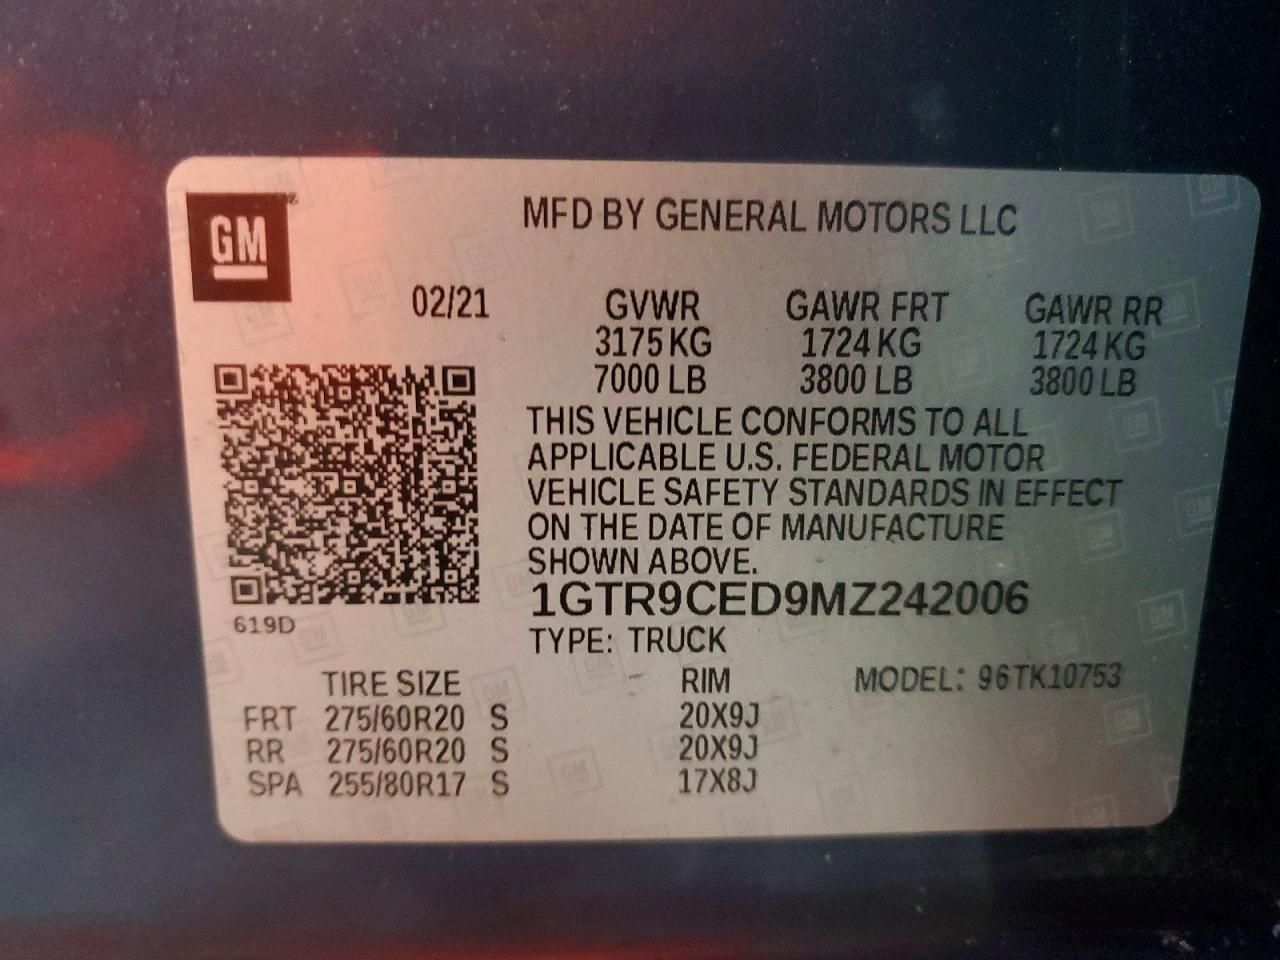 GM
MFD BY GENERAL MOTORS LLC
02/21 GVWR GAWR FRT GAWR RR
3175 KG 1724 KG 1724 KG
7000 LB 3800 LB 3800 LB
THIS VEHICLE CONFORMS TO ALL
APPLICABLE U.S. FEDERAL MOTOR
VEHICLE SAFETY STANDARDS IN EFFECT
ON THE DATE OF MANUFACTURE
SHOWN ABOVE.
1GTR9CED9MZ242006
619D
TYPE: TRUCK
TIRE SIZE RIM MODEL: 96TK10753
FRT 275/60R20 S 20X9J
RR 275/60R20 S 20X9J
SPA 255/80R17 S 17X8J